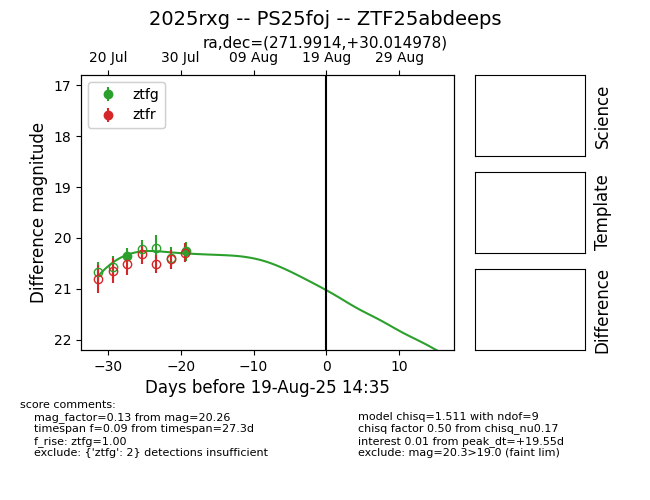 2025rxg -- PS25foj -- ZTF25abdeeps
ra,dec=(271.9914,+30.014978)
20 Jul 30 Jul 09 Aug 19 Aug 29 Aug
ztfg
ztfr
17
18
19
20
21
22
Difference magnitude
−30 −20 −10 0 10
Days before 19-Aug-25 14:35
Science
Template
Difference
score comments:
mag_factor=0.13 from mag=20.26
timespan f=0.09 from timespan=27.3d
f_rise: ztfg=1.00
exclude: {'ztfg': 2} detections insufficient
model chisq=1.511 with ndof=9
chisq factor 0.50 from chisq_nu0.17
interest 0.01 from peak_dt=+19.55d
exclude: mag=20.3>19.0 (faint lim)